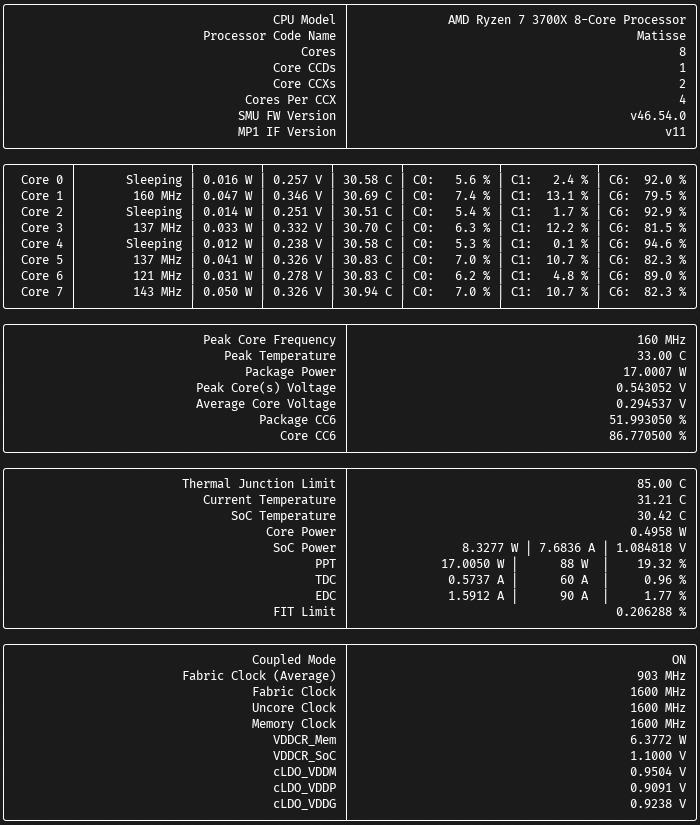 CPU Model | AMD Ryzen 7 3700X 8-Core Processor
Processor Code Name | Matisse
Cores | 8
Core CCDs | 1
Core CCXs | 2
Cores Per CCX | 4
SMU FW Version | v46.54.0
MP1 IF Version | v11
Core 0 | Sleeping | 0.016 W | 0.257 V | 30.58 C | C0: 5.6 % | C1: 2.4 % | C6: 92.0 %
Core 1 | 160 MHz | 0.047 W | 0.346 V | 30.69 C | C0: 7.4 % | C1: 13.1 % | C6: 79.5 %
Core 2 | Sleeping | 0.014 W | 0.251 V | 30.51 C | C0: 5.4 % | C1: 1.7 % | C6: 92.9 %
Core 3 | 137 MHz | 0.033 W | 0.332 V | 30.70 C | C0: 6.3 % | C1: 12.2 % | C6: 81.5 %
Core 4 | Sleeping | 0.012 W | 0.238 V | 30.58 C | C0: 5.3 % | C1: 0.1 % | C6: 94.6 %
Core 5 | 137 MHz | 0.041 W | 0.326 V | 30.83 C | C0: 7.0 % | C1: 10.7 % | C6: 82.3 %
Core 6 | 121 MHz | 0.031 W | 0.278 V | 30.83 C | C0: 6.2 % | C1: 4.8 % | C6: 89.0 %
Core 7 | 143 MHz | 0.050 W | 0.326 V | 30.94 C | C0: 7.0 % | C1: 10.7 % | C6: 82.3 %
Peak Core Frequency | 160 MHz
Peak Temperature | 33.00 C
Package Power | 17.0007 W
Peak Core(s) Voltage | 0.543052 V
Average Core Voltage | 0.294537 V
Package CC6 | 51.993050 %
Core CC6 | 86.770500 %
Thermal Junction Limit | 85.00 C
Current Temperature | 31.21 C
SoC Temperature | 30.42 C
Core Power | 0.4958 W
SoC Power | 8.3277 W | 7.6836 A | 1.084818 V
PPT | 17.0050 W | 88 W | 19.32 %
TDC | 0.5737 A | 60 A | 0.96 %
EDC | 1.5912 A | 90 A | 1.77 %
FIT Limit | 0.206288 %
Coupled Mode | ON
Fabric Clock (Average) | 903 MHz
Fabric Clock | 1600 MHz
Uncore Clock | 1600 MHz
Memory Clock | 1600 MHz
VDDCR_Mem | 6.3772 W
VDDCR_SoC | 1.1000 V
cLDO_VDDM | 0.9504 V
cLDO_VDDP | 0.9091 V
cLDO_VDDG | 0.9238 V